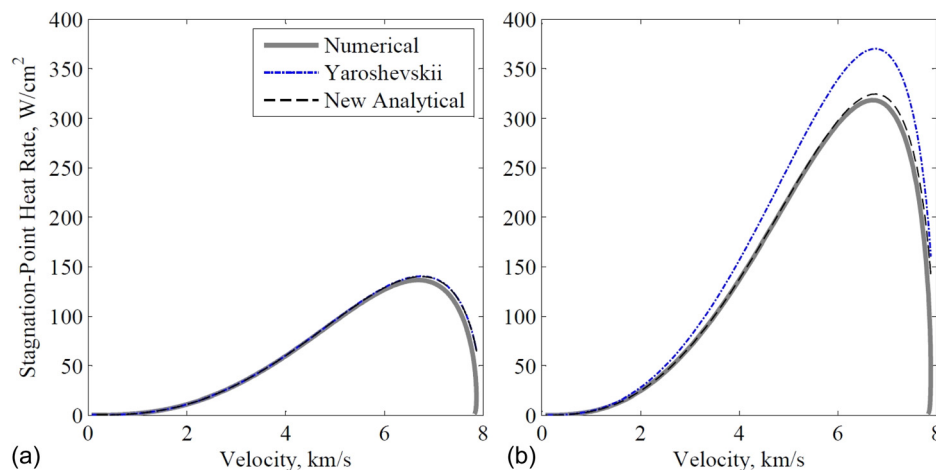 400
350
300
250
200
150
100
50
0
Stagnation-Point Heat Rate, W/cm²
Numerical
Yaroshevskii
New Analytical
0 2 4 6 8
Velocity, km/s
(a)
400
350
300
250
200
150
100
50
0
0 2 4 6 8
Velocity, km/s
(b)